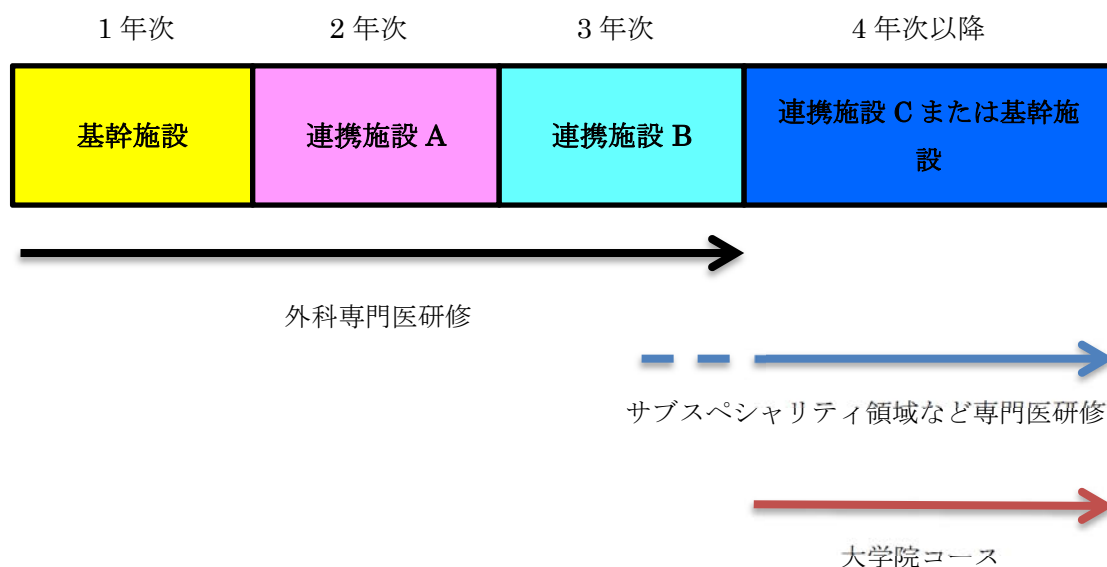 1 年次
2 年次
3 年次
4 年次以降
基幹施設
連携施設 A
連携施設 B
連携施設 C または基幹施
設
外科専門医研修
サブスペシャリティ領域など専門医研修
大学院コース